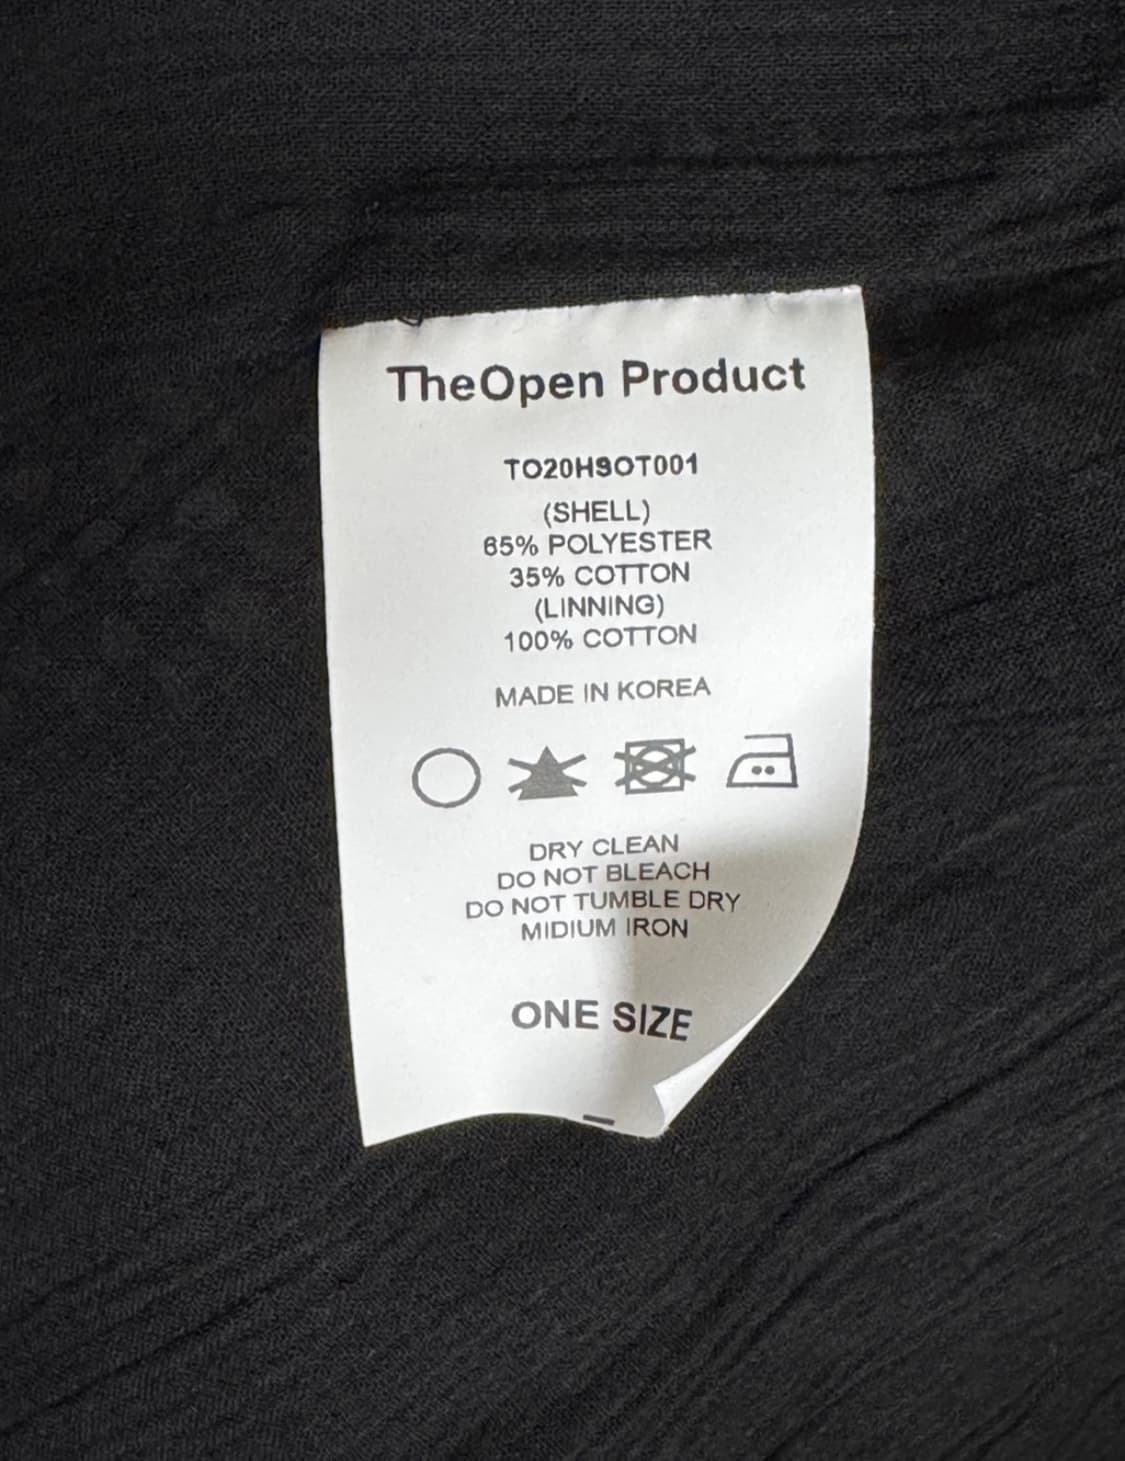 TheOpen Product
TO20HSOT001
(SHELL)
65% POLYESTER
35% COTTON
(LINNING)
100% COTTON
MADE IN KOREA
DRY CLEAN
DO NOT BLEACH
DO NOT TUMBLE DRY
MIDIUM IRON
ONE SIZE